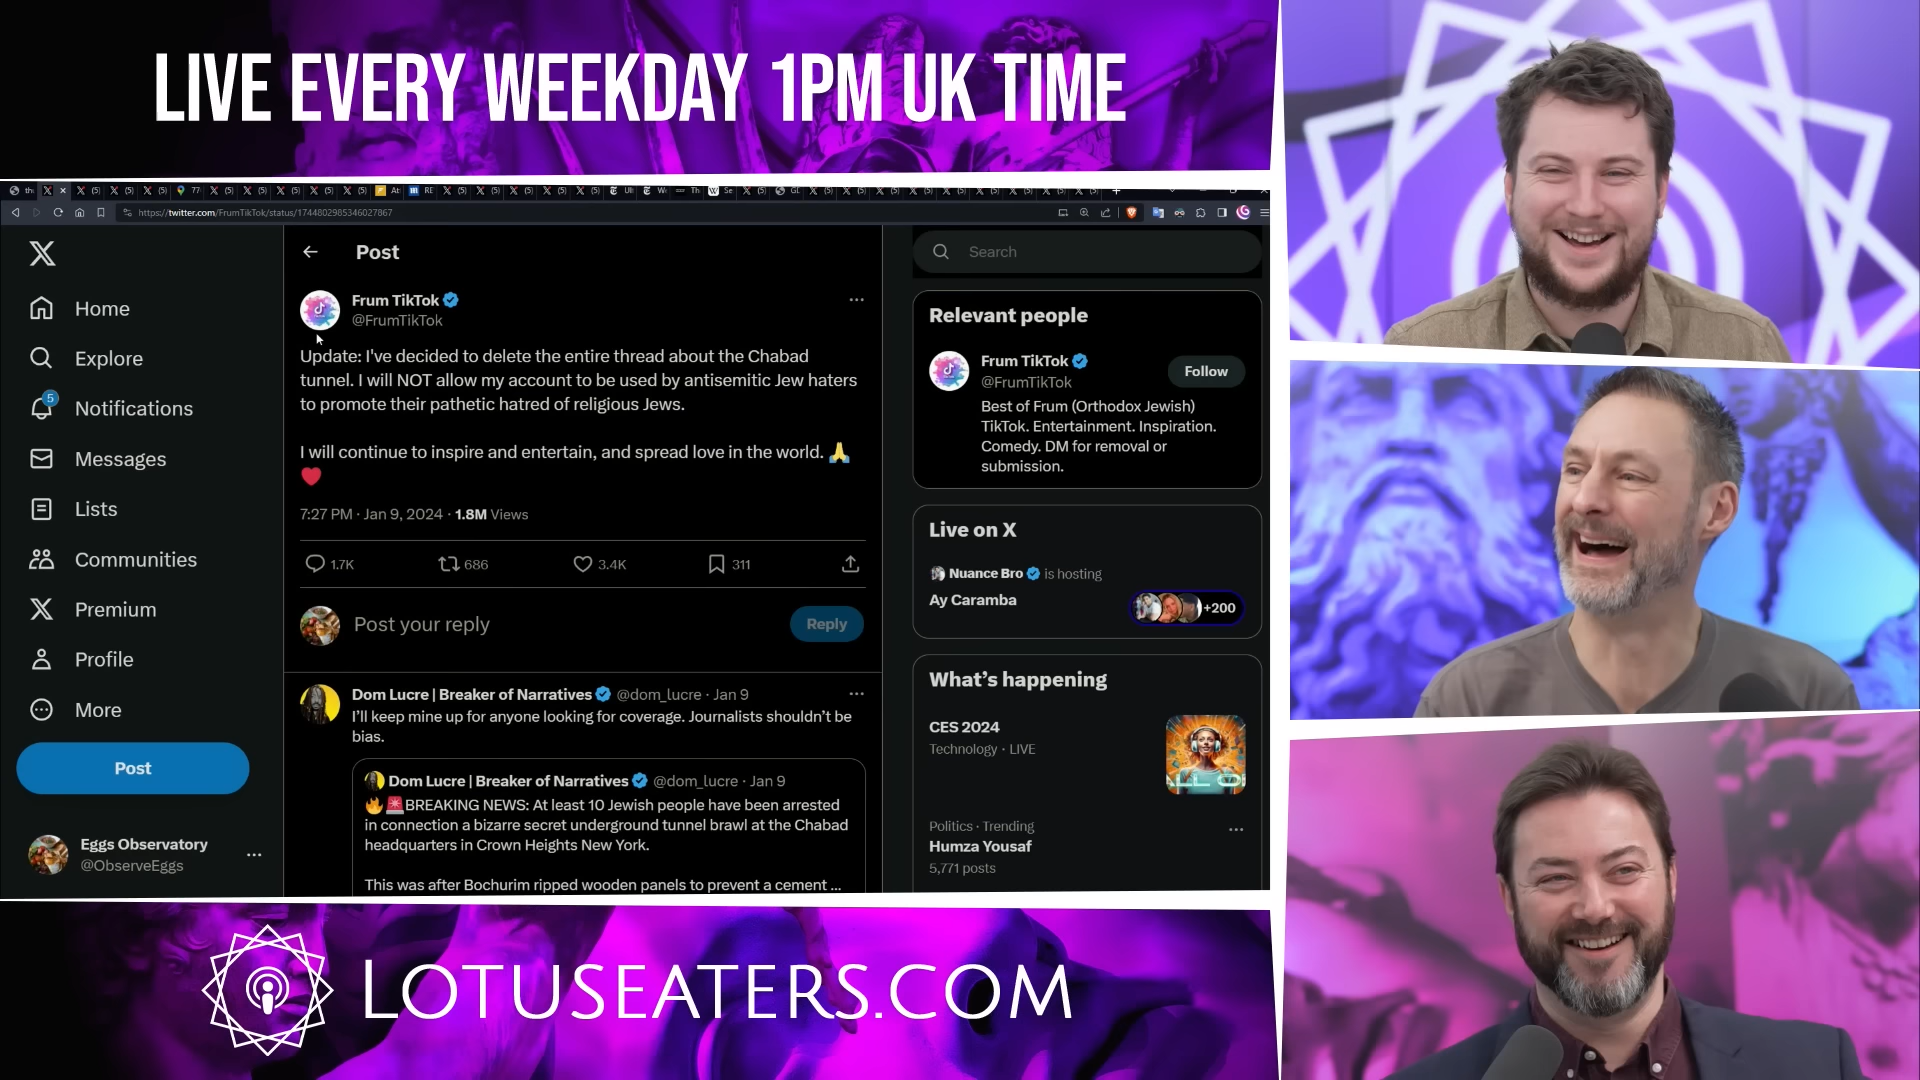 LIVE EVERY WEEKDAY 1PM UK TIME
https://twitter.com/FrumTikTok/status/1744802985346027867
Home
Explore
5
Notifications
Messages
Lists
Communities
Premium
Profile
More
Post
Eggs Observatory
@ObserveEggs
Post
Frum TikTok
@FrumTikTok
Update: I've decided to delete the entire thread about the Chabad
tunnel. I will NOT allow my account to be used by antisemitic Jew haters
to promote their pathetic hatred of religious Jews.
I will continue to inspire and entertain, and spread love in the world. 🙏
❤️
7:27 PM · Jan 9, 2024 · 1.8M Views
1.7K 686 3.4K 311
Post your reply
Reply
Dom Lucre | Breaker of Narratives @dom_lucre · Jan 9
I'll keep mine up for anyone looking for coverage. Journalists shouldn't be
bias.
Dom Lucre | Breaker of Narratives @dom_lucre · Jan 9
🔥🚨BREAKING NEWS: At least 10 Jewish people have been arrested
in connection a bizarre secret underground tunnel brawl at the Chabad
headquarters in Crown Heights New York.
This was after Bochurim ripped wooden panels to prevent a cement ...
Search
Relevant people
Frum TikTok
@FrumTikTok
Follow
Best of Frum (Orthodox Jewish)
TikTok. Entertainment. Inspiration.
Comedy. DM for removal or
submission.
Live on X
Nuance Bro is hosting
Ay Caramba
+200
What's happening
CES 2024
Technology · LIVE
Politics · Trending
Humza Yousaf
5,771 posts
LOTUSEATERS.COM